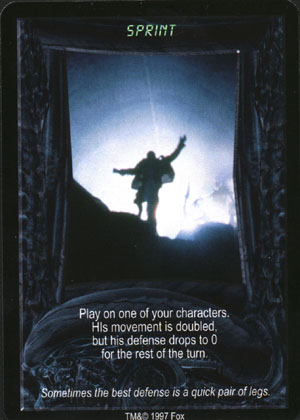 SPRINT
Play on one of your characters.
HIs movement is doubled,
but his defense drops to 0
for the rest of the turn.
Sometimes the best defense is a quick pair of legs.
TM&© 1997 Fox